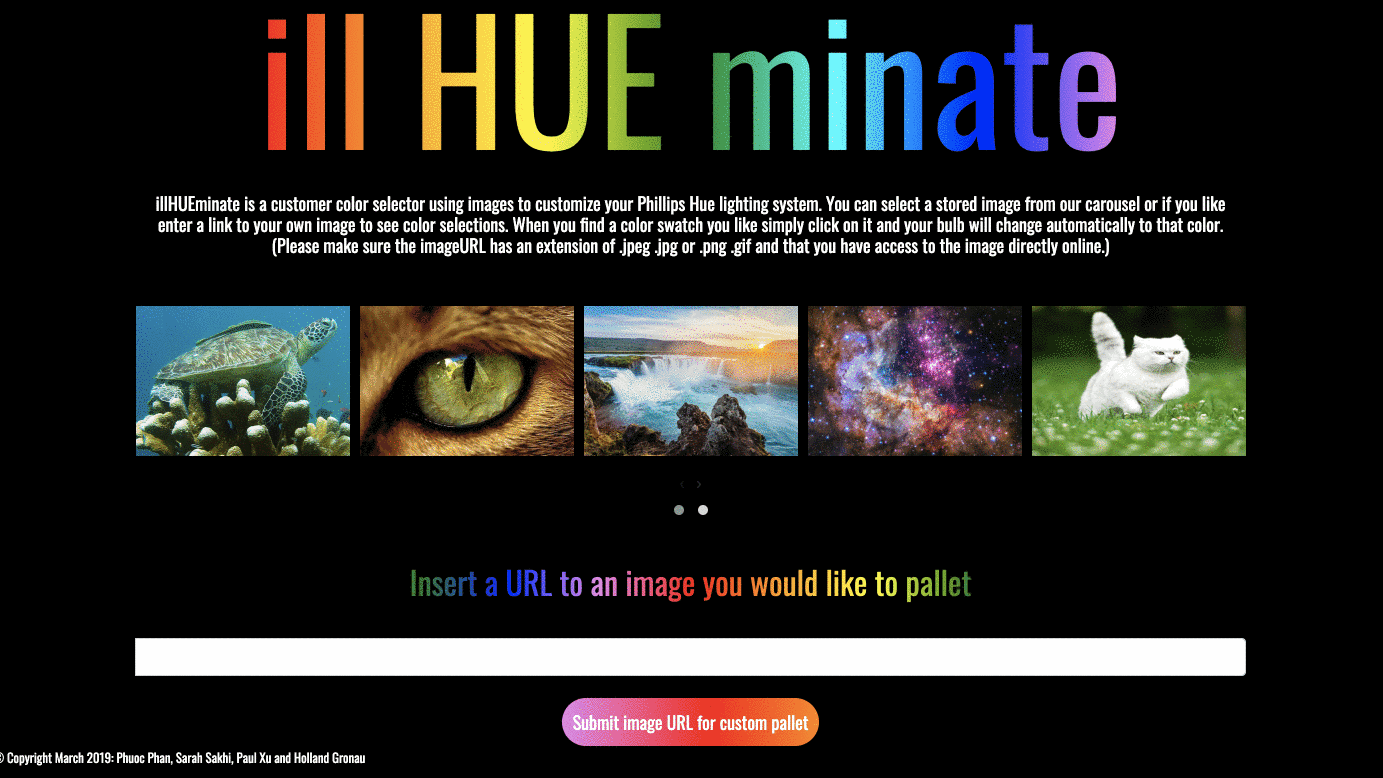 ill HUE minate
illHUEminate is a customer color selector using images to customize your Phillips Hue lighting system. You can select a stored image from our carousel or if you like
enter a link to your own image to see color selections. When you find a color swatch you like simply click on it and your bulb will change automatically to that color.
(Please make sure the imageURL has an extension of .jpeg .jpg or .png .gif and that you have access to the image directly online.)
‹ ›
Insert a URL to an image you would like to pallet
Submit image URL for custom pallet
© Copyright March 2019: Phuoc Phan, Sarah Sakhi, Paul Xu and Holland Gronau